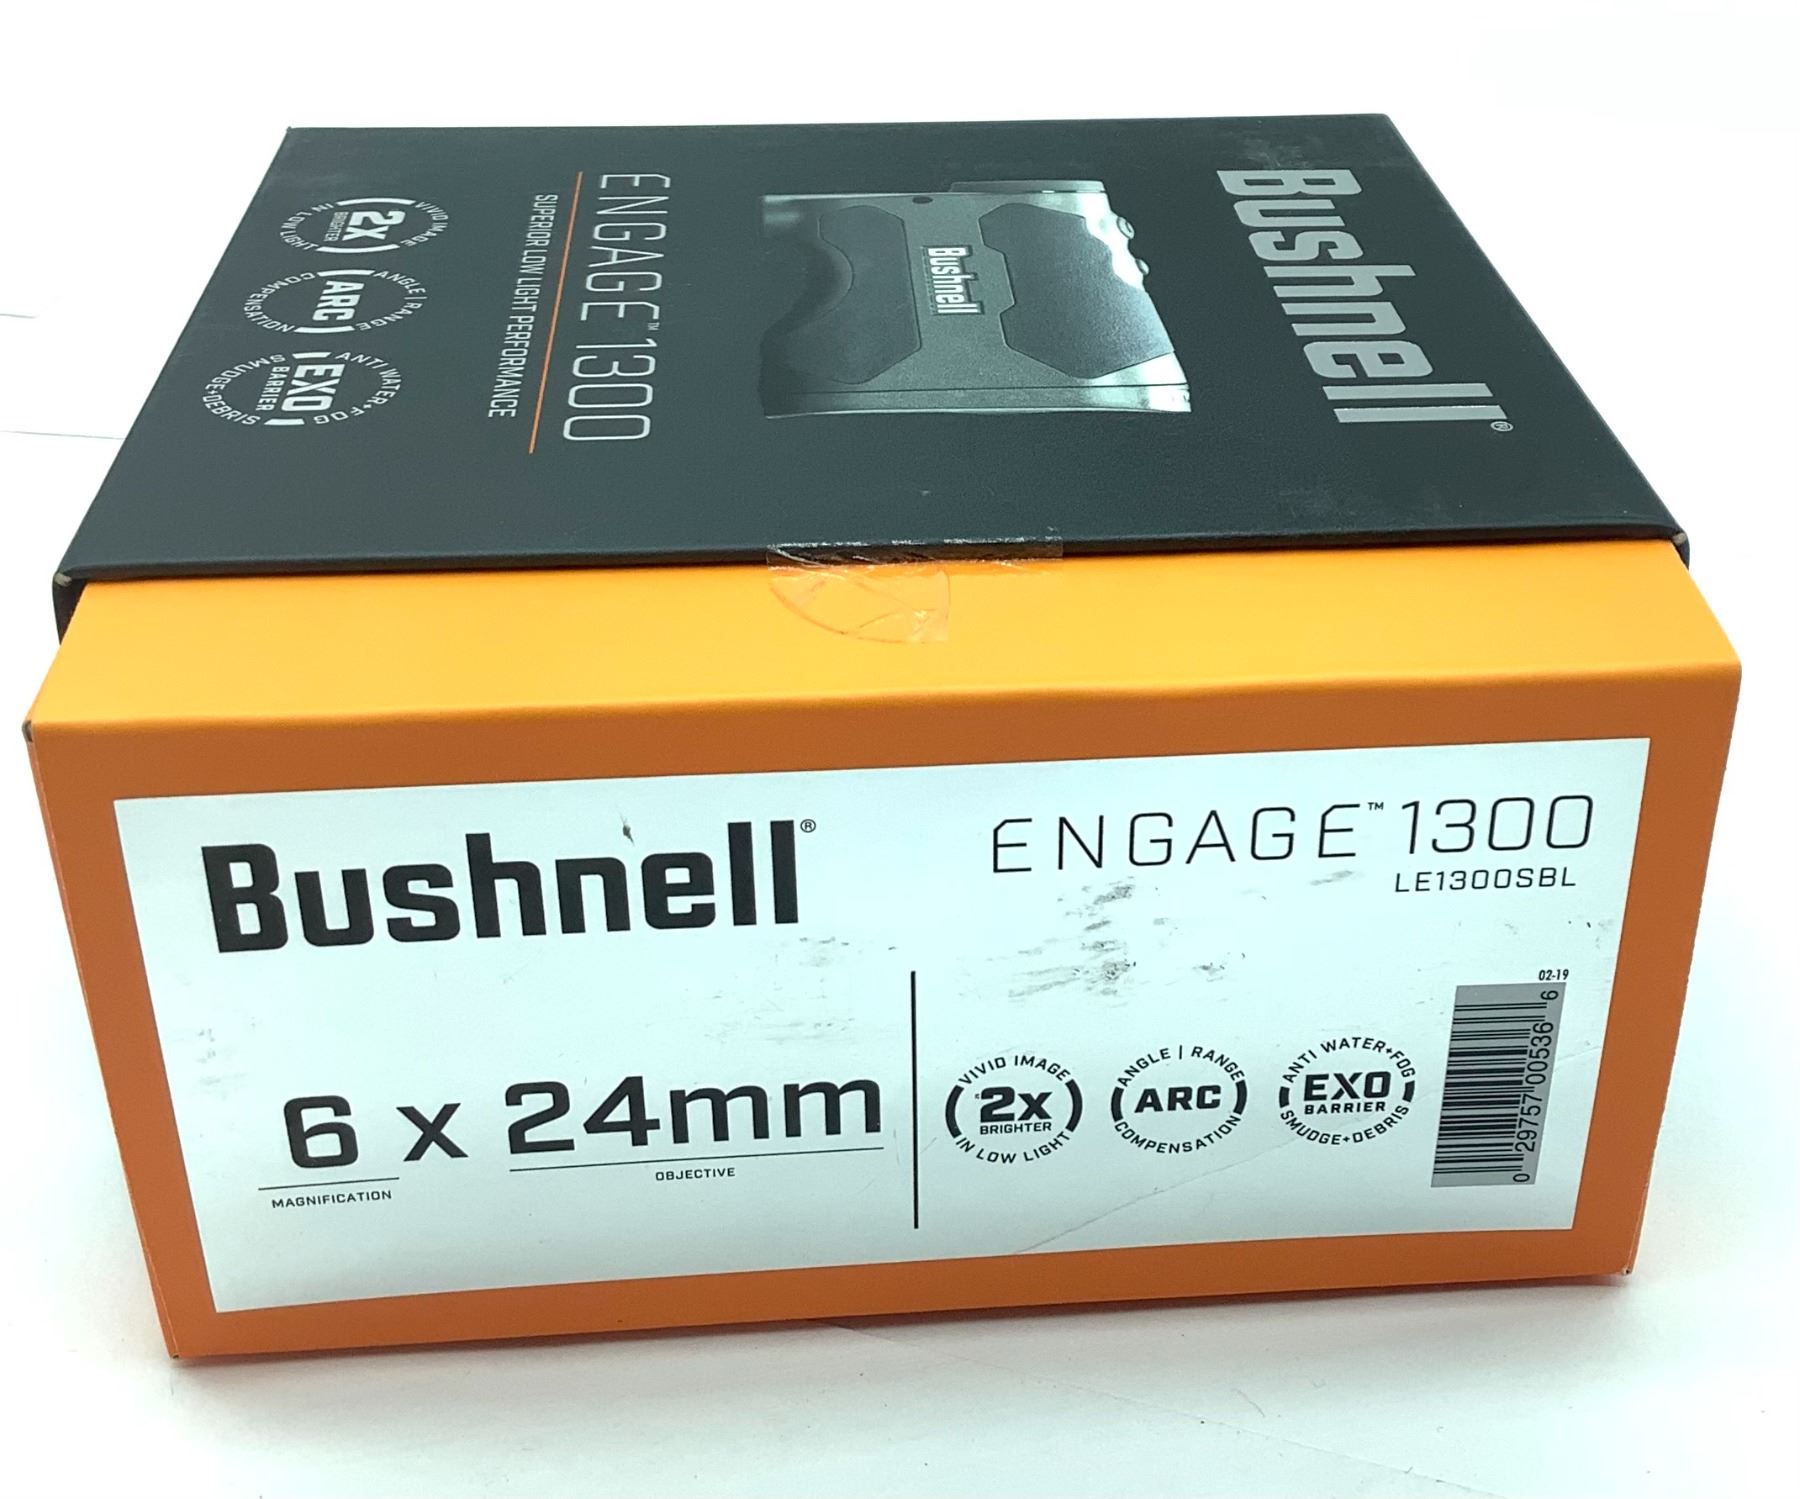 Bushnell®
Bushnell
ENGAGE™ 1300
SUPERIOR LOW LIGHT PERFORMANCE
VIVID IMAGE
2x
BRIGHTER
IN LOW LIGHT
ANGLE | RANGE
ARC
COMPENSATION
ANTI WATER+FOG
EXO
BARRIER
SMUDGE+DEBRIS
Bushnell®
ENGAGE™ 1300
LE1300SBL
6 x 24mm
MAGNIFICATION
OBJECTIVE
VIVID IMAGE
2x
BRIGHTER
IN LOW LIGHT
ANGLE | RANGE
ARC
COMPENSATION
ANTI WATER+FOG
EXO
BARRIER
SMUDGE+DEBRIS
02-19
0 29757 00536 6